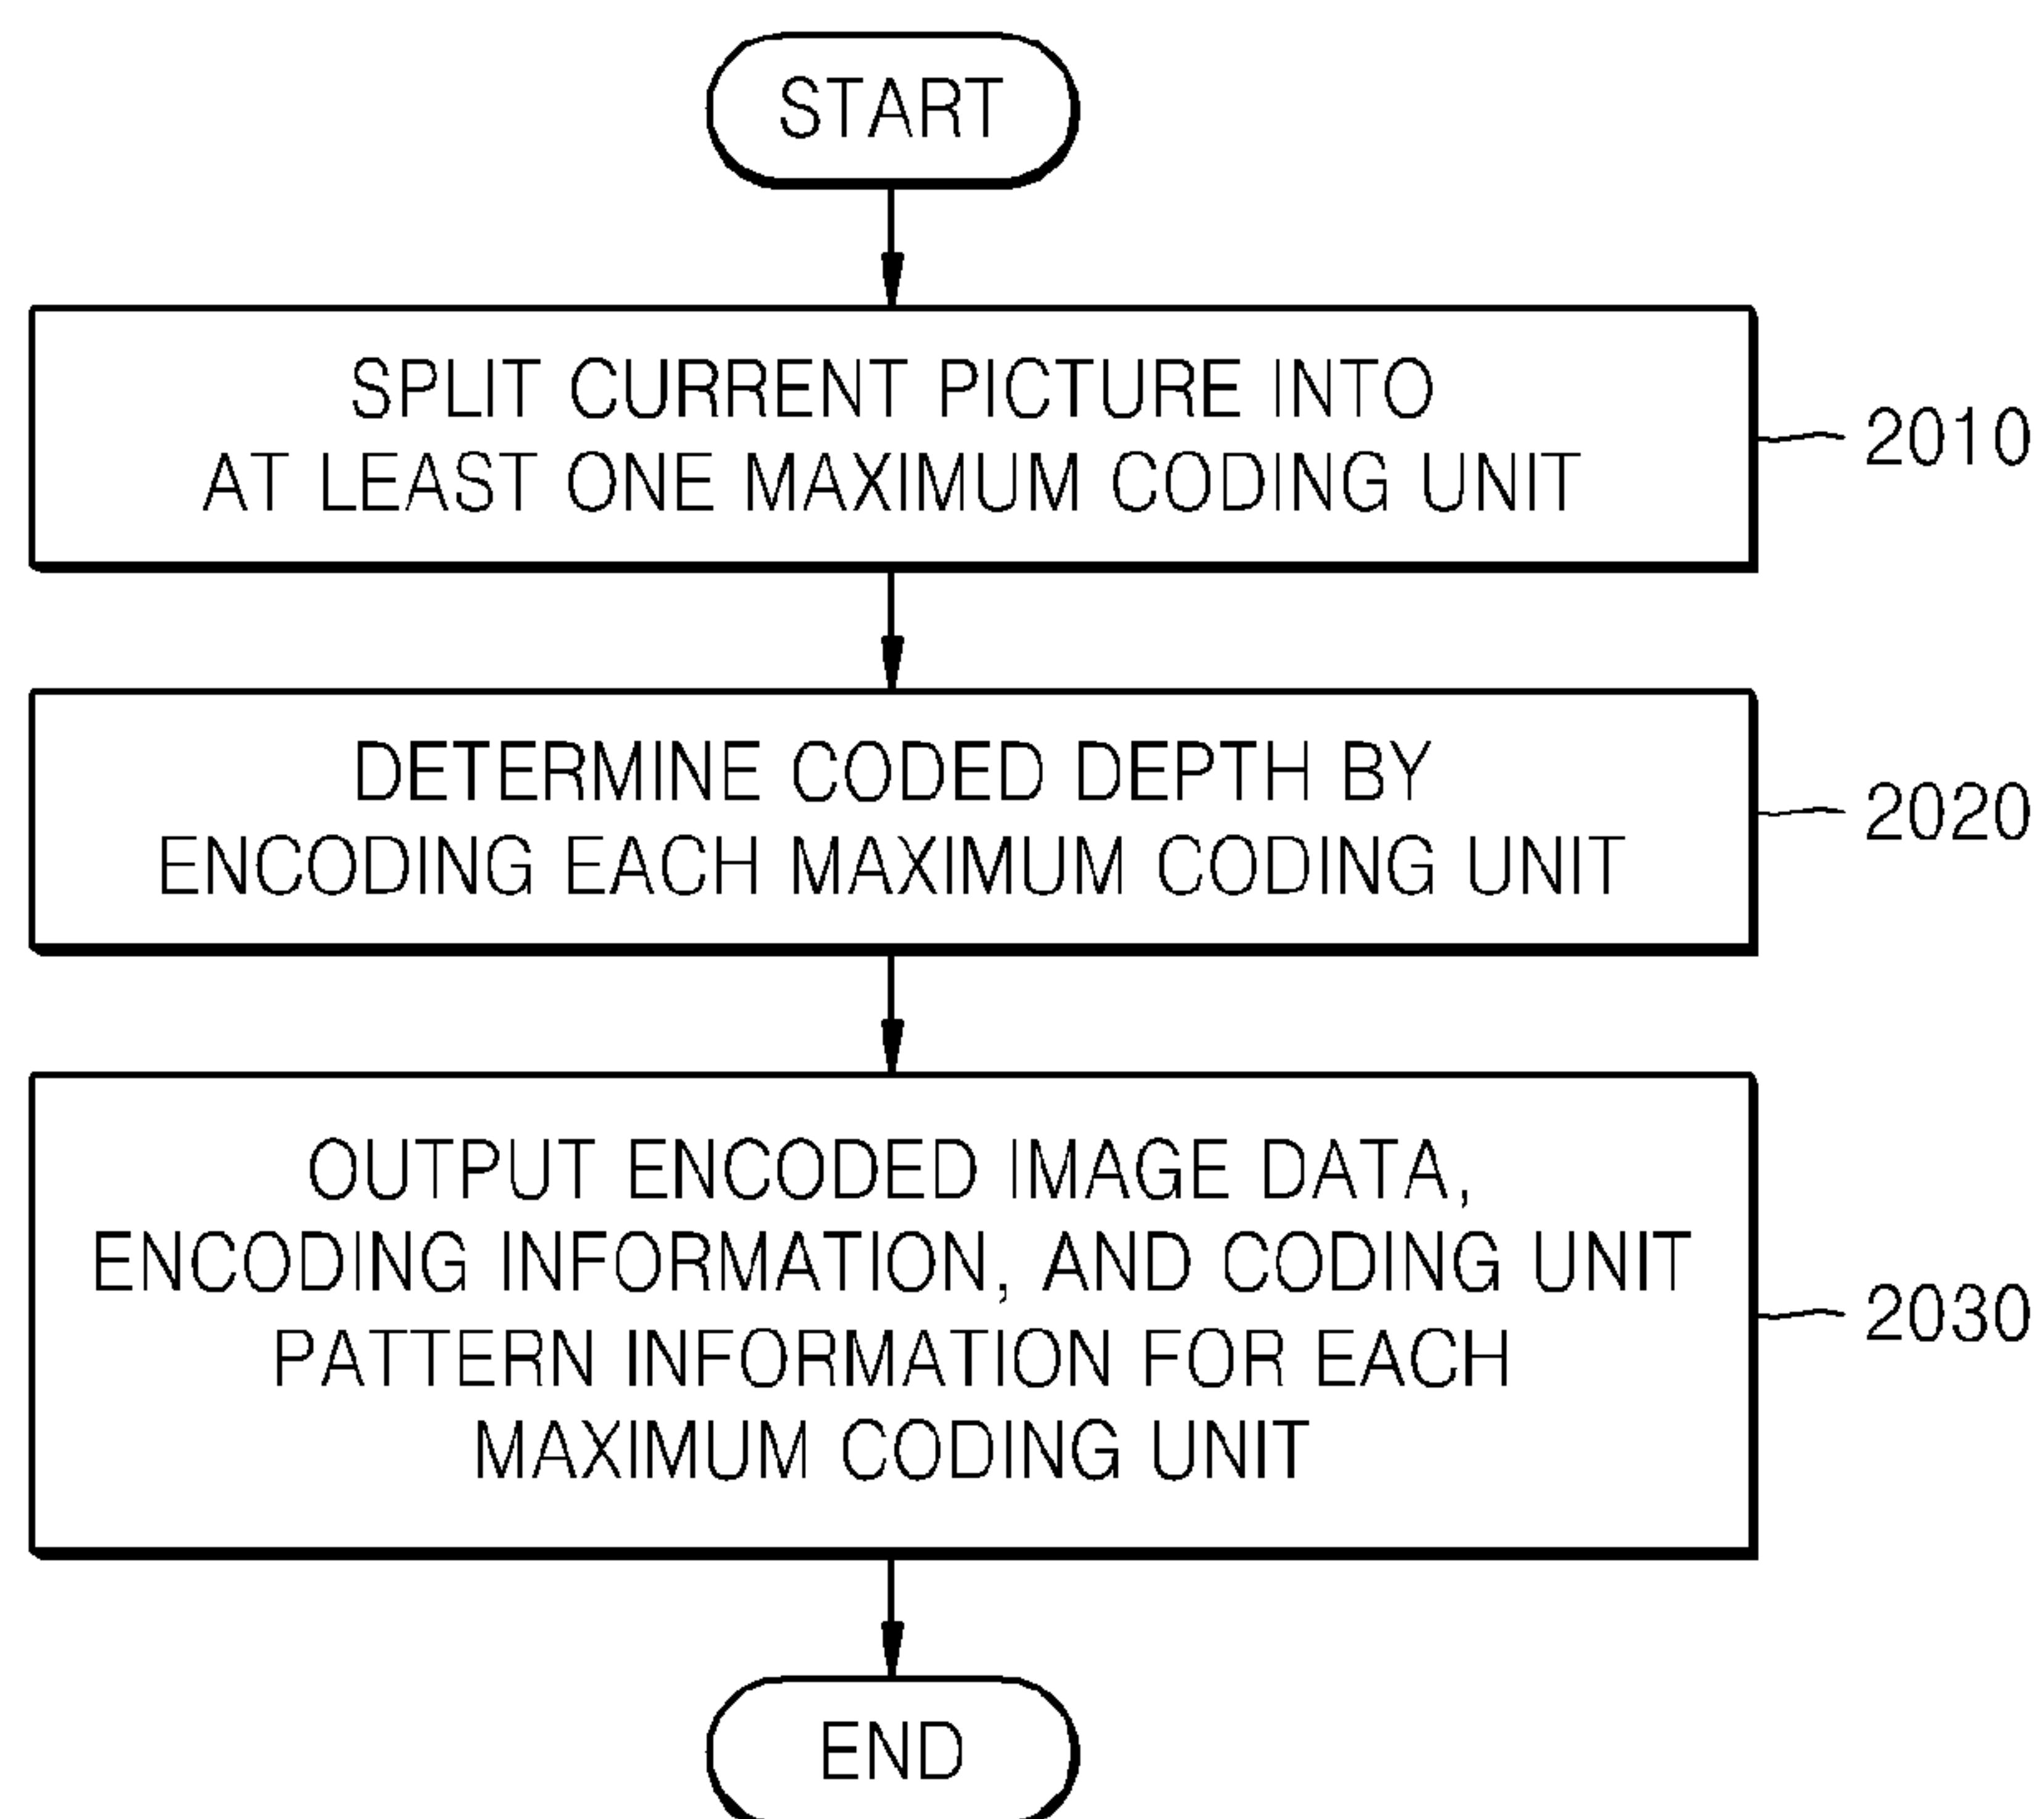 START
SPLIT CURRENT PICTURE INTO
AT LEAST ONE MAXIMUM CODING UNIT
2010
DETERMINE CODED DEPTH BY
ENCODING EACH MAXIMUM CODING UNIT
2020
OUTPUT ENCODED IMAGE DATA,
ENCODING INFORMATION, AND CODING UNIT
PATTERN INFORMATION FOR EACH
MAXIMUM CODING UNIT
2030
END